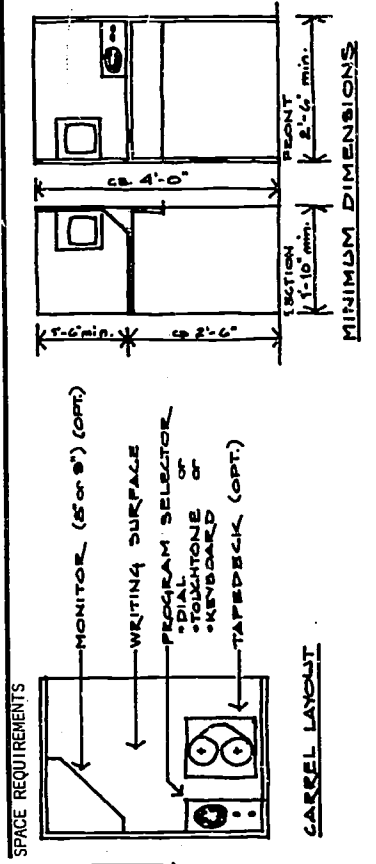 SPACE REQUIREMENTS
MONITOR (8" or 9") (OPT.)
WRITING SURFACE
PROGRAM SELECTOR
•DIAL or
•TOUCHTONE or
•KEYBOARD
TAPEDECK (OPT.)
CARREL LAYOUT
1'-6" min.
ca 2'-6"
ca. 4'-0"
SECTION
1'-10" min.
FRONT
2'-6" min.
MINIMUM DIMENSIONS